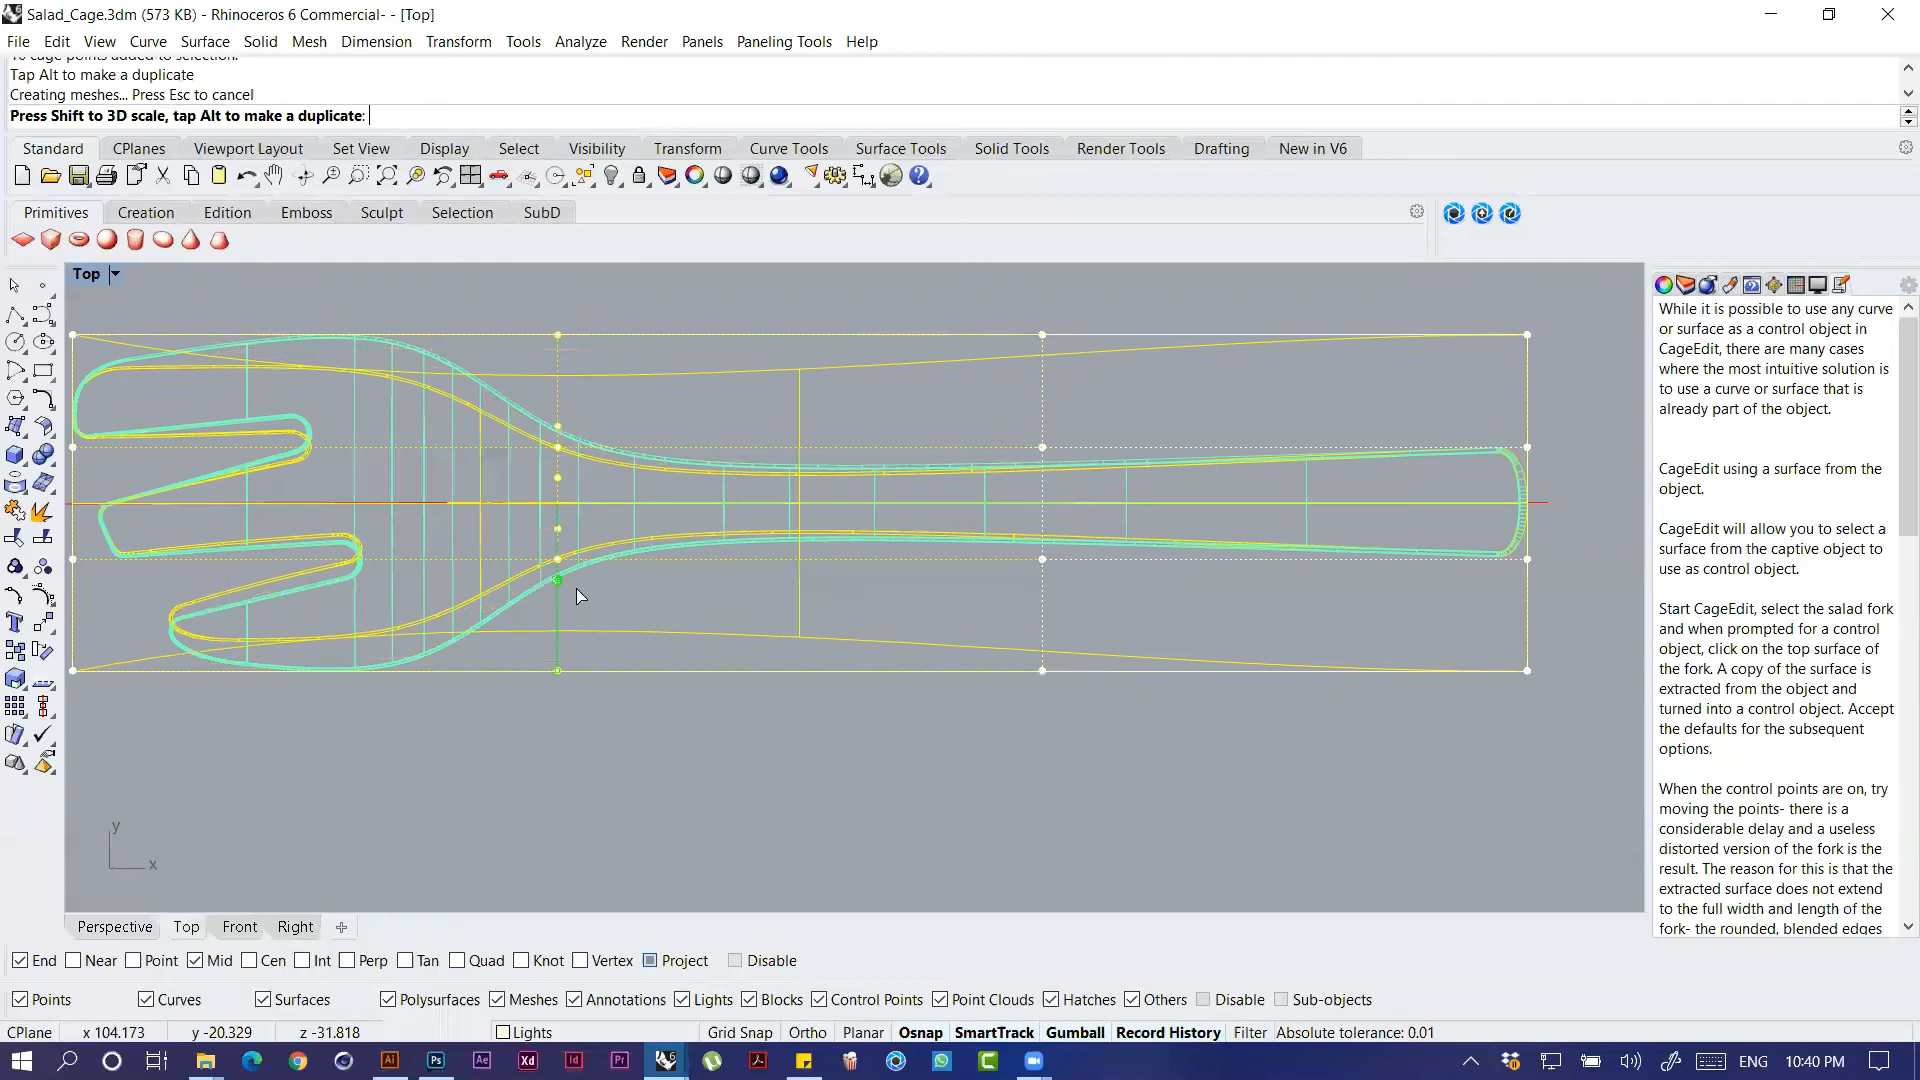 Salad_Cage.3dm (573 KB) - Rhinoceros 6 Commercial- - [Top]
File Edit View Curve Surface Solid Mesh Dimension Transform Tools Analyze Render Panels Paneling Tools Help
16 cage points added to selection.
Tap Alt to make a duplicate
Creating meshes... Press Esc to cancel
Press Shift to 3D scale, tap Alt to make a duplicate:
Standard CPlanes Viewport Layout Set View Display Select Visibility Transform Curve Tools Surface Tools Solid Tools Render Tools Drafting New in V6
Primitives Creation Edition Emboss Sculpt Selection SubD
Top
While it is possible to use any curve
or surface as a control object in
CageEdit, there are many cases
where the most intuitive solution is
to use a curve or surface that is
already part of the object.
CageEdit using a surface from the
object.
CageEdit will allow you to select a
surface from the captive object to
use as control object.
Start CageEdit, select the salad fork
and when prompted for a control
object, click on the top surface of
the fork. A copy of the surface is
extracted from the object and
turned into a control object. Accept
the defaults for the subsequent
options.
When the control points are on, try
moving the points- there is a
considerable delay and a useless
distorted version of the fork is the
result. The reason for this is that the
extracted surface does not extend
to the full width and length of the
fork- the rounded, blended edges
y
x
Perspective Top Front Right
End Near Point Mid Cen Int Perp Tan Quad Knot Vertex Project Disable
Points Curves Surfaces Polysurfaces Meshes Annotations Lights Blocks Control Points Point Clouds Hatches Others Disable Sub-objects
CPlane x 104.173 y -20.329 z -31.818 Lights Grid Snap Ortho Planar Osnap SmartTrack Gumball Record History Filter Absolute tolerance: 0.01
Ai Ps Ae Xd Id Pr 6 C ENG 10:40 PM